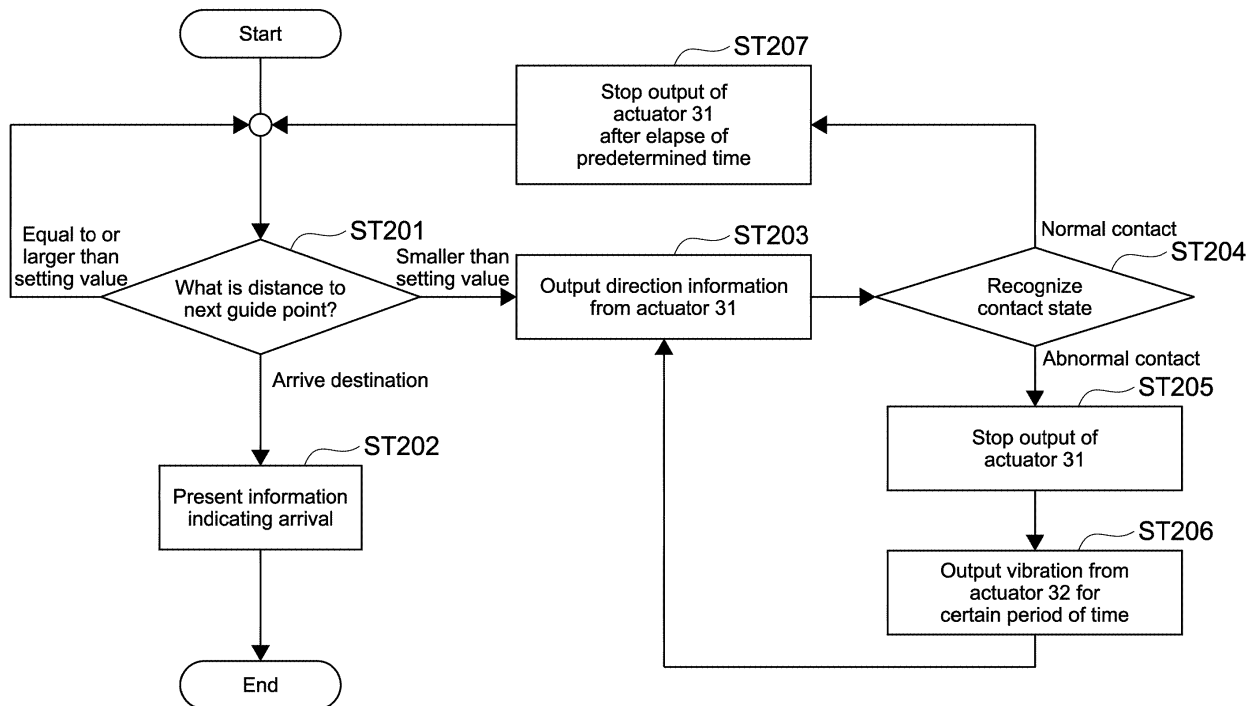 Start
ST207
Stop output of
actuator 31
after elapse of
predetermined time
Equal to or
larger than
setting value
ST201
What is distance to
next guide point?
Smaller than
setting value
ST203
Output direction information
from actuator 31
Normal contact
ST204
Recognize
contact state
Abnormal contact
Arrive destination
ST205
Stop output of
actuator 31
ST202
Present information
indicating arrival
ST206
Output vibration from
actuator 32 for
certain period of time
End